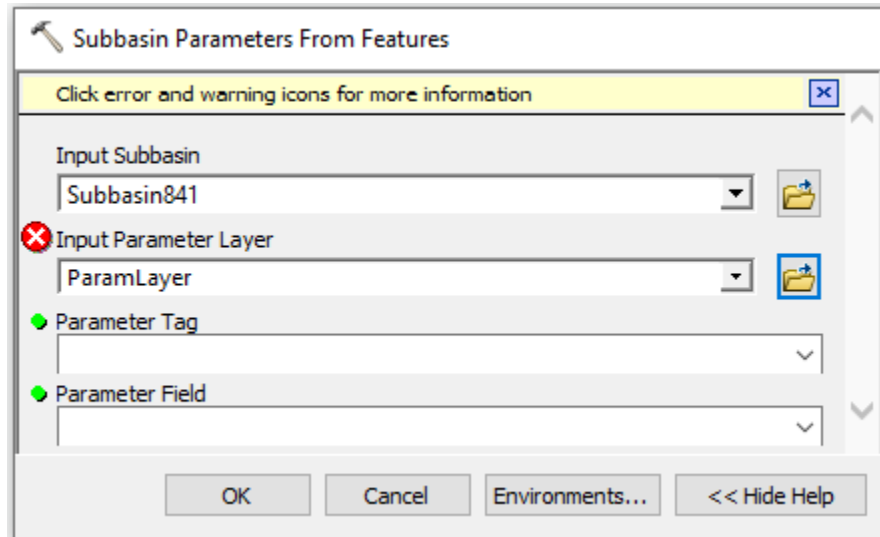 Subbasin Parameters From Features
Click error and warning icons for more information
Input Subbasin
Subbasin841
Input Parameter Layer
ParamLayer
Parameter Tag
Parameter Field
OK Cancel Environments... << Hide Help